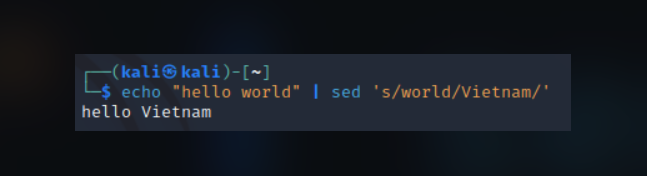 ┌──(kali㉿kali)-[~]
└─$ echo "hello world" | sed 's/world/Vietnam/'
hello Vietnam